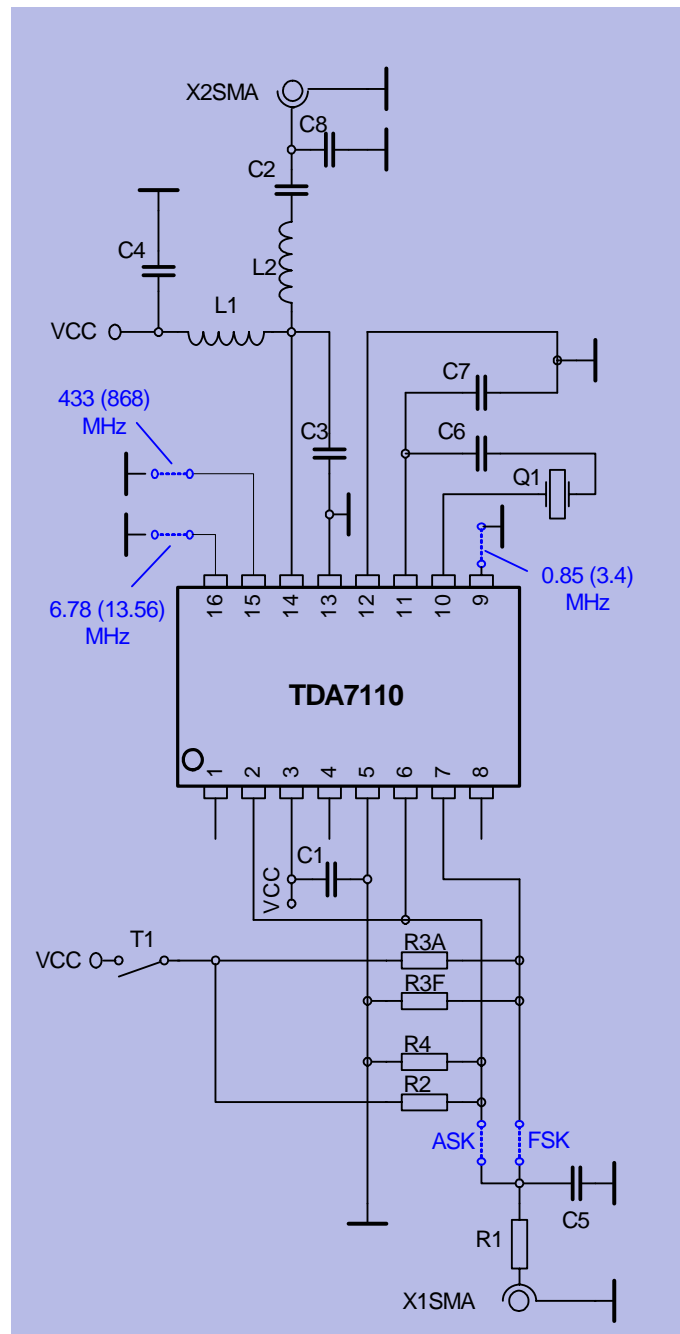 X2SMA
C8
C2
C4
L2
L1
VCC
C7
433 (868)
MHz
C3
C6
Q1
6.78 (13.56)
MHz
0.85 (3.4)
MHz
16
15
14
13
12
11
10
9
TDA7110
1
2
3
4
5
6
7
8
C1
VCC
T1
VCC
R3A
R3F
R4
R2
ASK
FSK
C5
R1
X1SMA